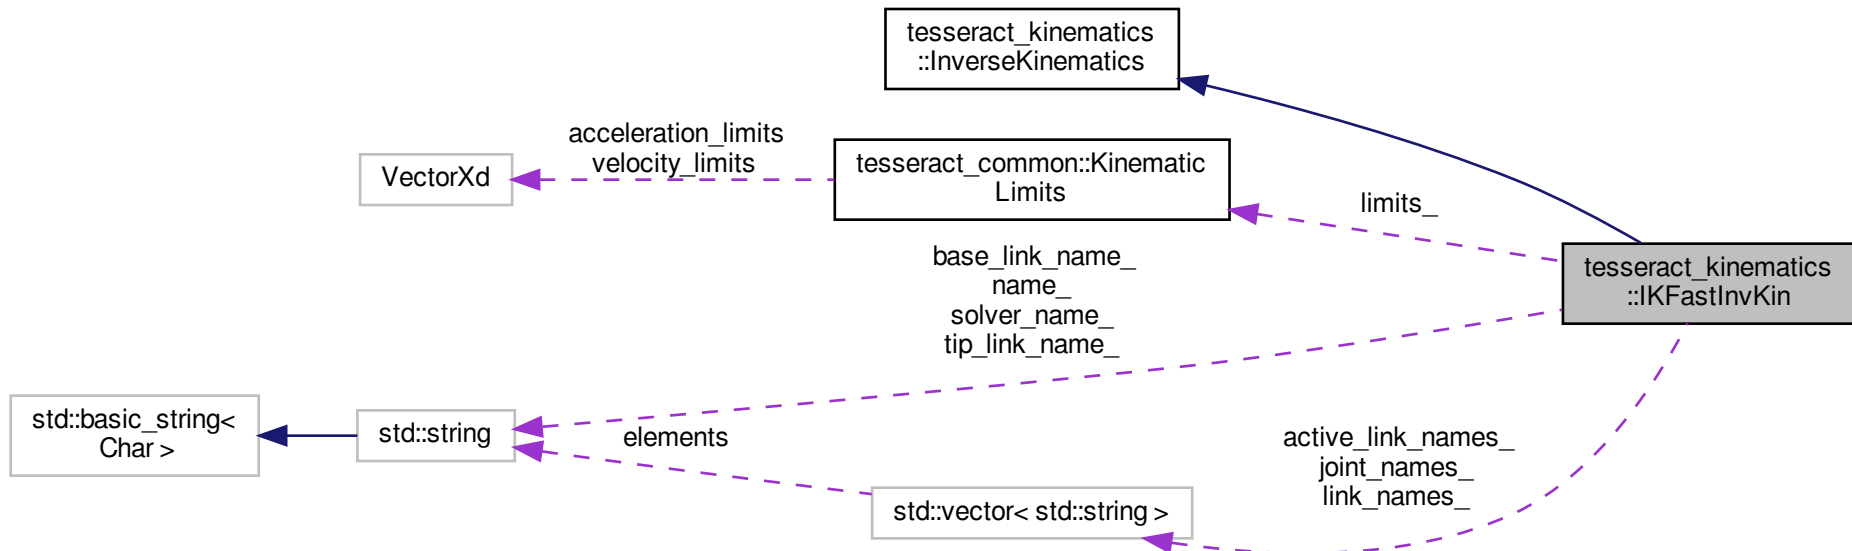 tesseract_kinematics
::InverseKinematics
acceleration_limits
velocity_limits
VectorXd
tesseract_common::Kinematic
Limits
limits_
tesseract_kinematics
::IKFastInvKin
base_link_name_
name_
solver_name_
tip_link_name_
std::basic_string<
Char >
std::string
elements
active_link_names_
joint_names_
link_names_
std::vector< std::string >